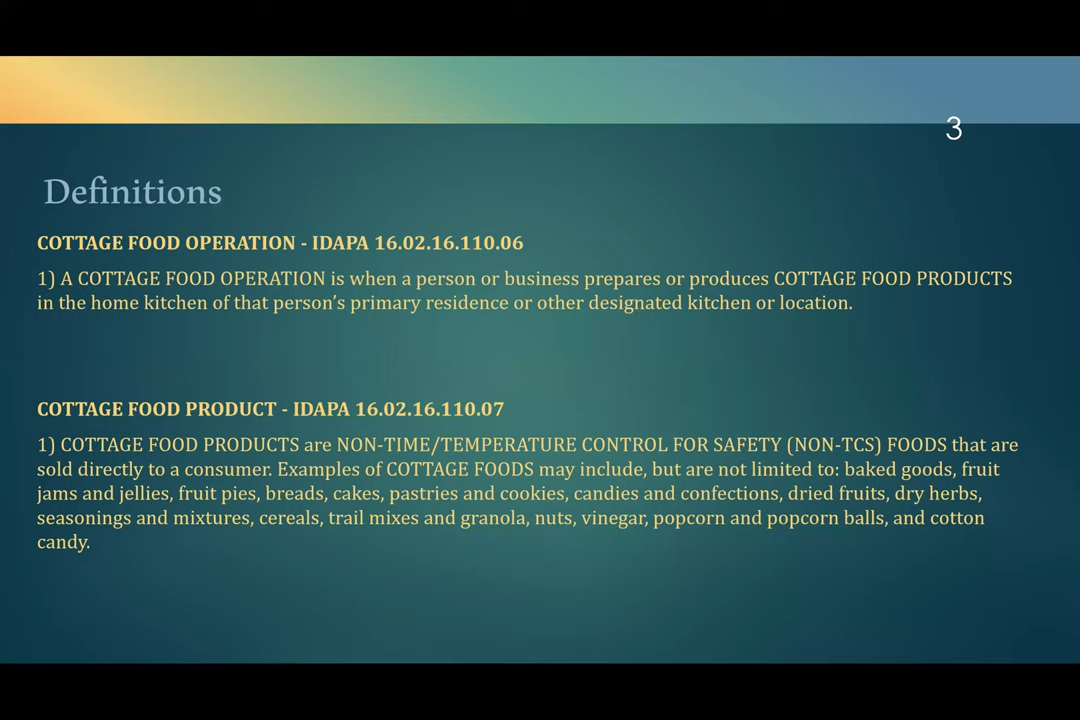 3
Definitions
COTTAGE FOOD OPERATION - IDAPA 16.02.16.110.06
1) A COTTAGE FOOD OPERATION is when a person or business prepares or produces COTTAGE FOOD PRODUCTS
in the home kitchen of that person’s primary residence or other designated kitchen or location.
COTTAGE FOOD PRODUCT - IDAPA 16.02.16.110.07
1) COTTAGE FOOD PRODUCTS are NON-TIME/TEMPERATURE CONTROL FOR SAFETY (NON-TCS) FOODS that are
sold directly to a consumer. Examples of COTTAGE FOODS may include, but are not limited to: baked goods, fruit
jams and jellies, fruit pies, breads, cakes, pastries and cookies, candies and confections, dried fruits, dry herbs,
seasonings and mixtures, cereals, trail mixes and granola, nuts, vinegar, popcorn and popcorn balls, and cotton
candy.